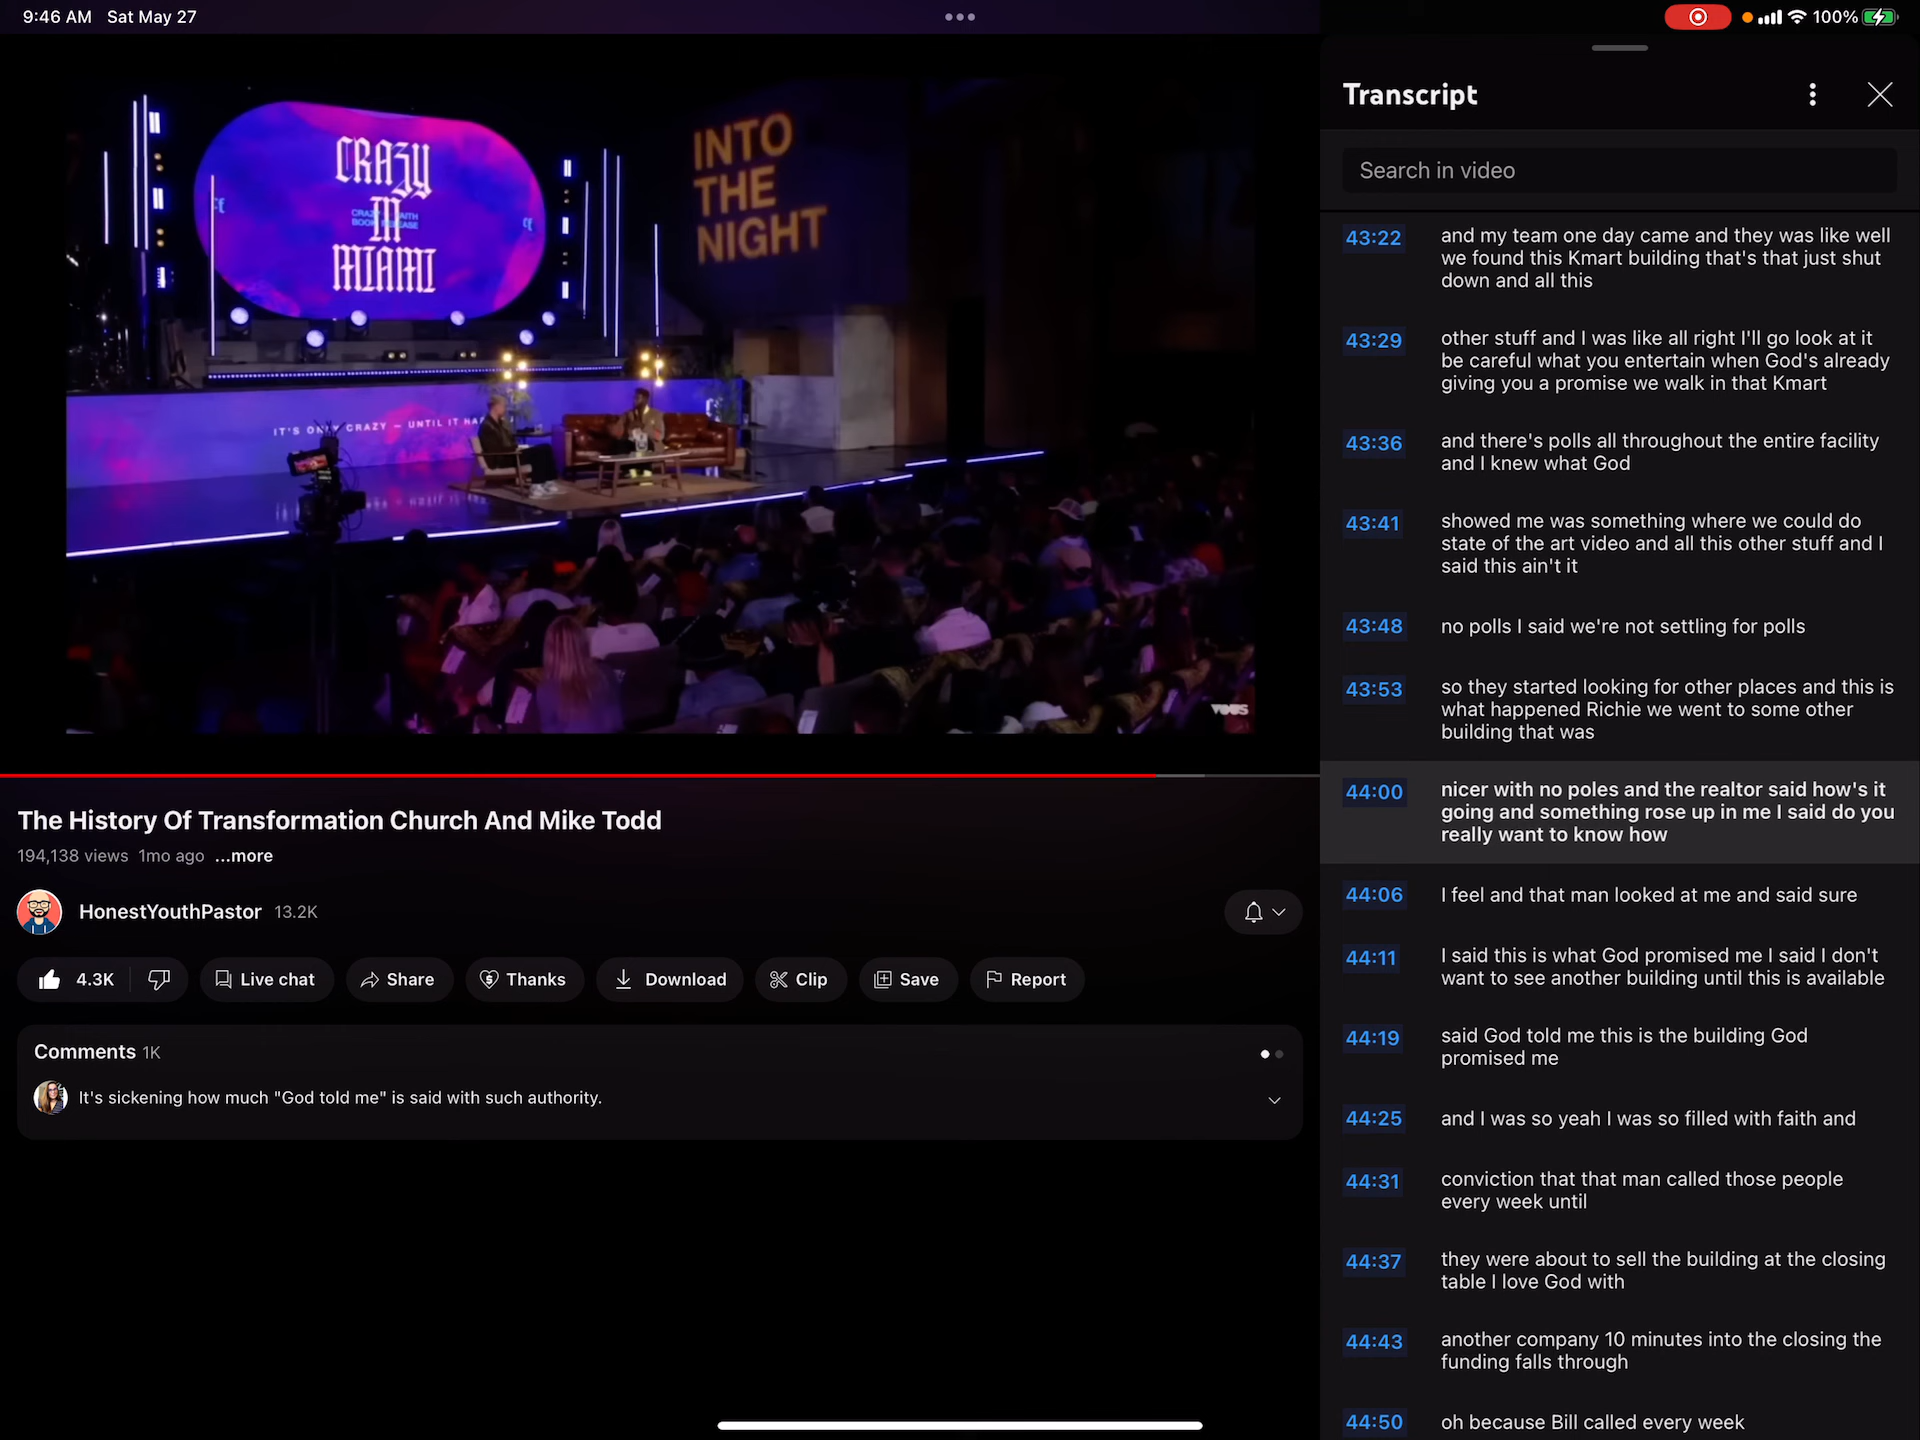 9:46 AM Sat May 27
100%
CRAZY
IN
MIAMI
INTO
THE
NIGHT
IT'S ONLY CRAZY — UNTIL IT HA
VOUS
The History Of Transformation Church And Mike Todd
194,138 views 1mo ago ...more
HonestYouthPastor 13.2K
4.3K Live chat Share Thanks Download Clip Save Report
Comments 1K
It's sickening how much "God told me" is said with such authority.
Transcript
Search in video
43:22 and my team one day came and they was like well
we found this Kmart building that's that just shut
down and all this
43:29 other stuff and I was like all right I'll go look at it
be careful what you entertain when God's already
giving you a promise we walk in that Kmart
43:36 and there's polls all throughout the entire facility
and I knew what God
43:41 showed me was something where we could do
state of the art video and all this other stuff and I
said this ain't it
43:48 no polls I said we're not settling for polls
43:53 so they started looking for other places and this is
what happened Richie we went to some other
building that was
44:00 nicer with no poles and the realtor said how's it
going and something rose up in me I said do you
really want to know how
44:06 I feel and that man looked at me and said sure
44:11 I said this is what God promised me I said I don't
want to see another building until this is available
44:19 said God told me this is the building God
promised me
44:25 and I was so yeah I was so filled with faith and
44:31 conviction that that man called those people
every week until
44:37 they were about to sell the building at the closing
table I love God with
44:43 another company 10 minutes into the closing the
funding falls through
44:50 oh because Bill called every week